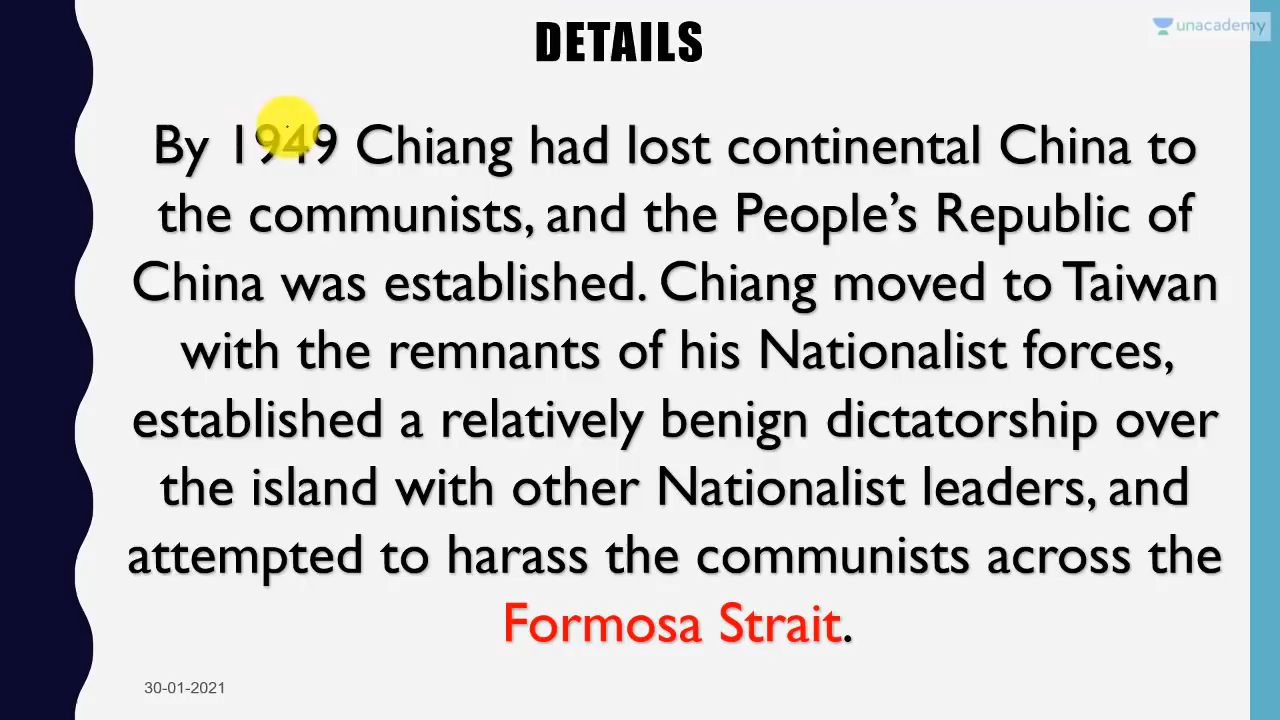 DETAILS
unacademy
By 1949 Chiang had lost continental China to
the communists, and the People’s Republic of
China was established. Chiang moved to Taiwan
with the remnants of his Nationalist forces,
established a relatively benign dictatorship over
the island with other Nationalist leaders, and
attempted to harass the communists across the
Formosa Strait.
30-01-2021